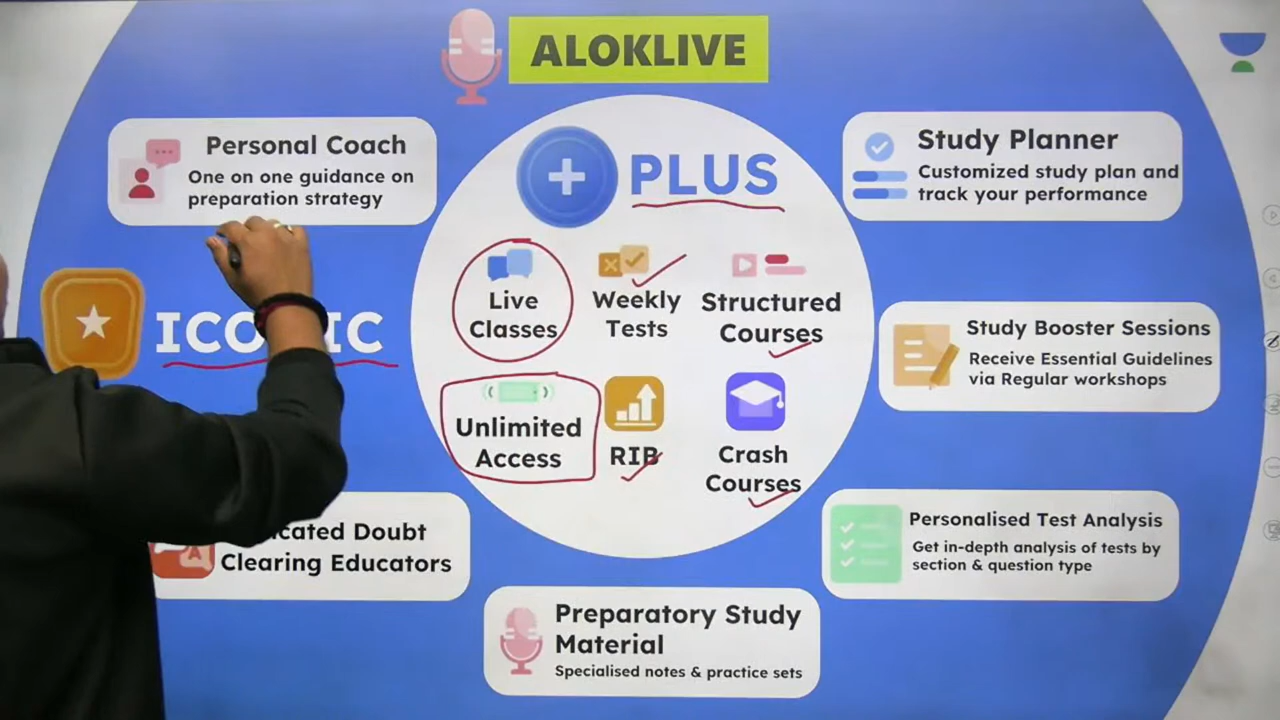 ALOKLIVE
Personal Coach
One on one guidance on
preparation strategy
PLUS
Study Planner
Customized study plan and
track your performance
Live
Classes
Weekly
Tests
Structured
Courses
Study Booster Sessions
Receive Essential Guidelines
via Regular workshops
Unlimited
Access
RIB
Crash
Courses
Doubt
Clearing Educators
A
Personalised Test Analysis
Get in-depth analysis of tests by
section & question type
Preparatory Study
Material
Specialised notes & practice sets